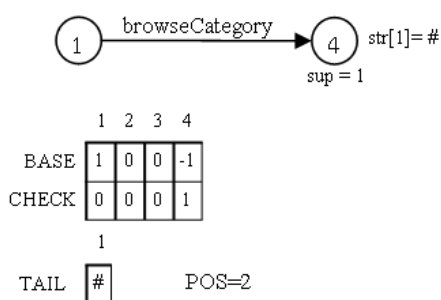 browseCategory
1 4 str[1]= #
sup = 1
1 2 3 4
BASE 1 0 0 -1
CHECK 0 0 0 1
1
TAIL # POS=2